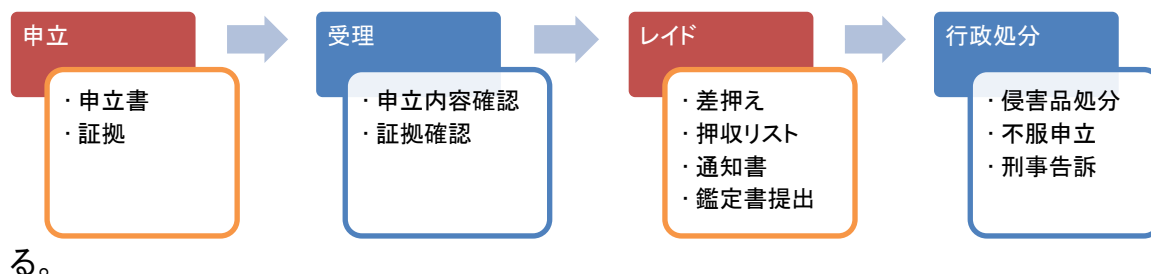 申立
・申立書
・証拠
受理
・申立内容確認
・証拠確認
レイド
・差押え
・押収リスト
・通知書
・鑑定書提出
行政処分
・侵害品処分
・不服申立
・刑事告訴
る。